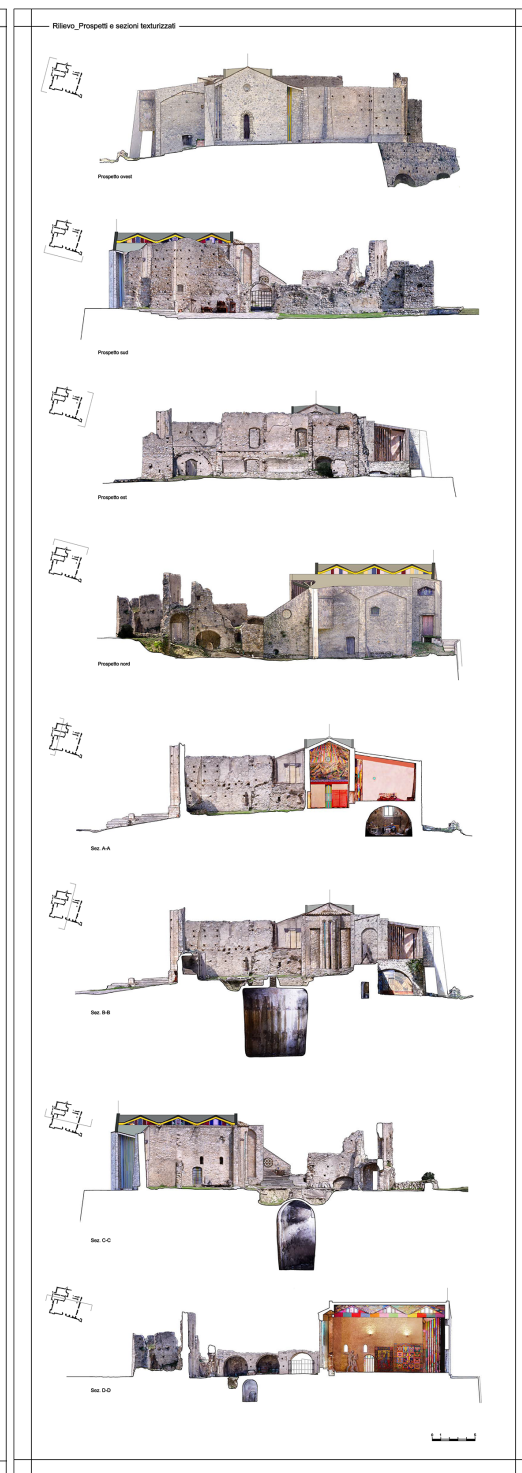 Rilievo_Prospetti e sezioni texturizzati
Prospetto ovest
Prospetto sud
Prospetto est
Prospetto nord
Sez. A-A
Sez. B-B
Sez. C-C
Sez. D-D